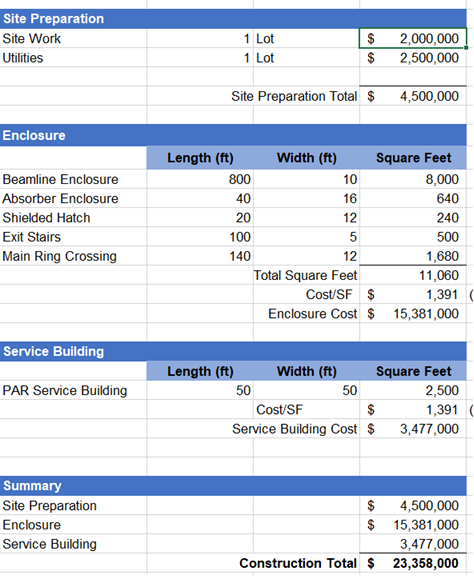 Site Preparation
Site Work 1 Lot $ 2,000,000
Utilities 1 Lot $ 2,500,000
Site Preparation Total $ 4,500,000
Enclosure
Length (ft) Width (ft) Square Feet
Beamline Enclosure 800 10 8,000
Absorber Enclosure 40 16 640
Shielded Hatch 20 12 240
Exit Stairs 100 5 500
Main Ring Crossing 140 12 1,680
Total Square Feet 11,060
Cost/SF $ 1,391 (
Enclosure Cost $ 15,381,000
Service Building
Length (ft) Width (ft) Square Feet
PAR Service Building 50 50 2,500
Cost/SF $ 1,391 (
Service Building Cost $ 3,477,000
Summary
Site Preparation $ 4,500,000
Enclosure $ 15,381,000
Service Building 3,477,000
Construction Total $ 23,358,000